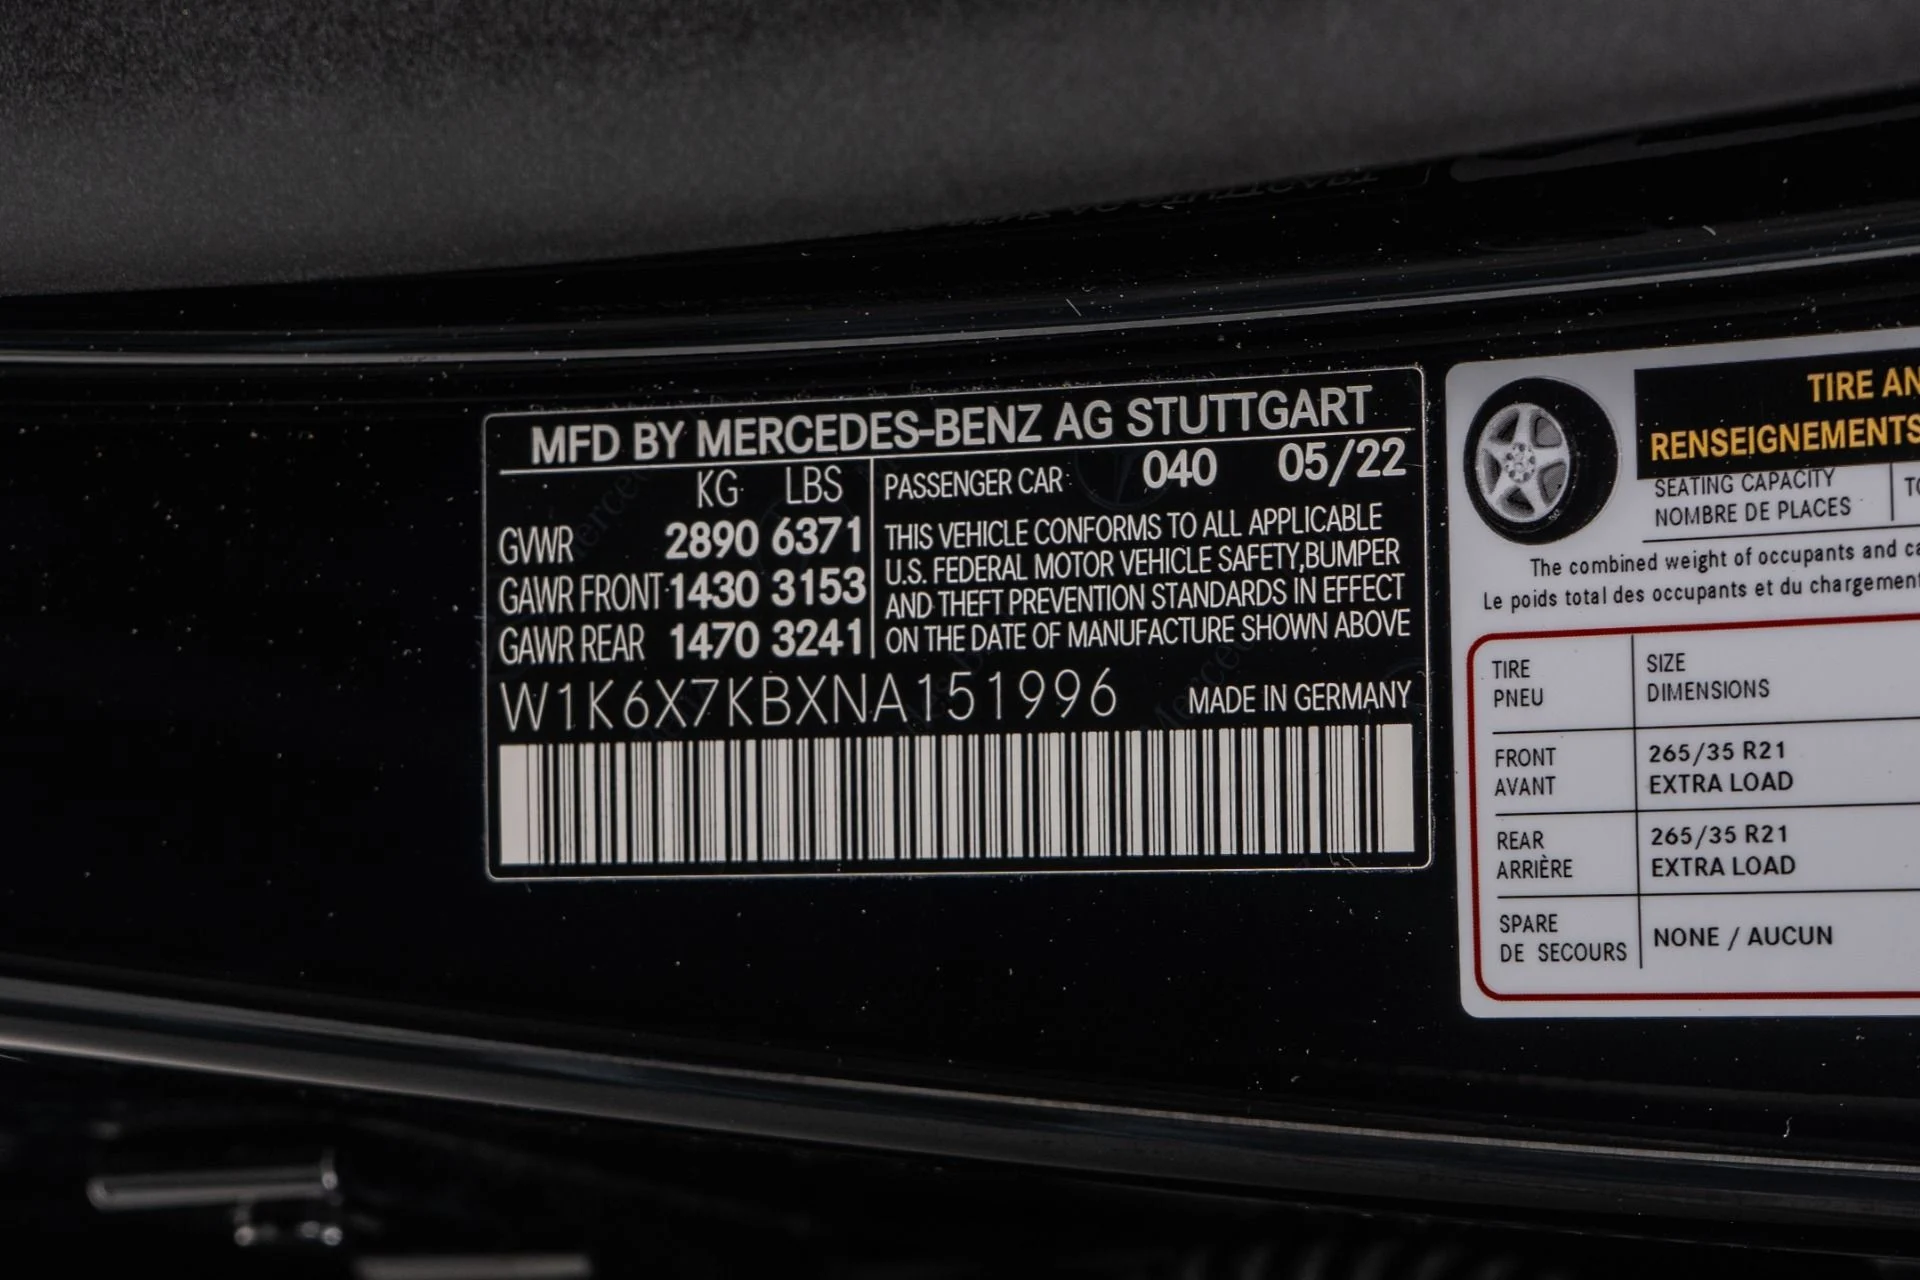 MFD BY MERCEDES-BENZ AG STUTTGART
KG LBS
GVWR 2890 6371
GAWR FRONT 1430 3153
GAWR REAR 1470 3241
PASSENGER CAR 040 05/22
THIS VEHICLE CONFORMS TO ALL APPLICABLE
U.S. FEDERAL MOTOR VEHICLE SAFETY,BUMPER
AND THEFT PREVENTION STANDARDS IN EFFECT
ON THE DATE OF MANUFACTURE SHOWN ABOVE
W1K6X7KBXNA151996 MADE IN GERMANY
TIRE
RENSEIGNEMENTS
SEATING CAPACITY
NOMBRE DE PLACES
The combined weight of occupants and
Le poids total des occupants et du chargement
TIRE SIZE
PNEU DIMENSIONS
FRONT 265/35 R21
AVANT EXTRA LOAD
REAR 265/35 R21
ARRIÈRE EXTRA LOAD
SPARE
DE SECOURS
NONE / AUCUN